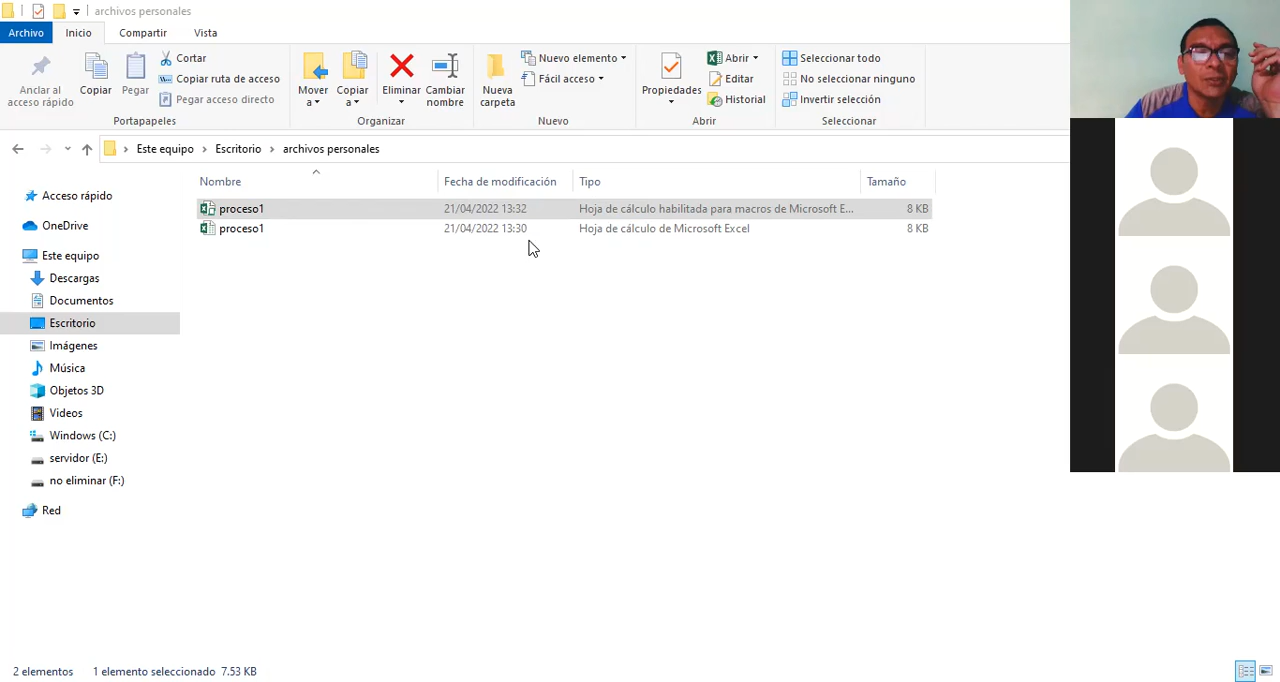 archivos personales
Archivo Inicio Compartir Vista
Anclar al acceso rápido
Copiar
Pegar
Cortar
Copiar ruta de acceso
Pegar acceso directo
Portapapeles
Mover a
Copiar a
Eliminar
Cambiar nombre
Organizar
Nueva carpeta
Nuevo elemento
Fácil acceso
Nuevo
Propiedades
Abrir
Editar
Historial
Abrir
Seleccionar todo
No seleccionar ninguno
Invertir selección
Seleccionar
Este equipo > Escritorio > archivos personales
Nombre Fecha de modificación Tipo Tamaño
proceso1 21/04/2022 13:32 Hoja de cálculo habilitada para macros de Microsoft E... 8 KB
proceso1 21/04/2022 13:30 Hoja de cálculo de Microsoft Excel 8 KB
Acceso rápido
OneDrive
Este equipo
Descargas
Documentos
Escritorio
Imágenes
Música
Objetos 3D
Videos
Windows (C:)
servidor (E:)
no eliminar (F:)
Red
2 elementos 1 elemento seleccionado 7.53 KB